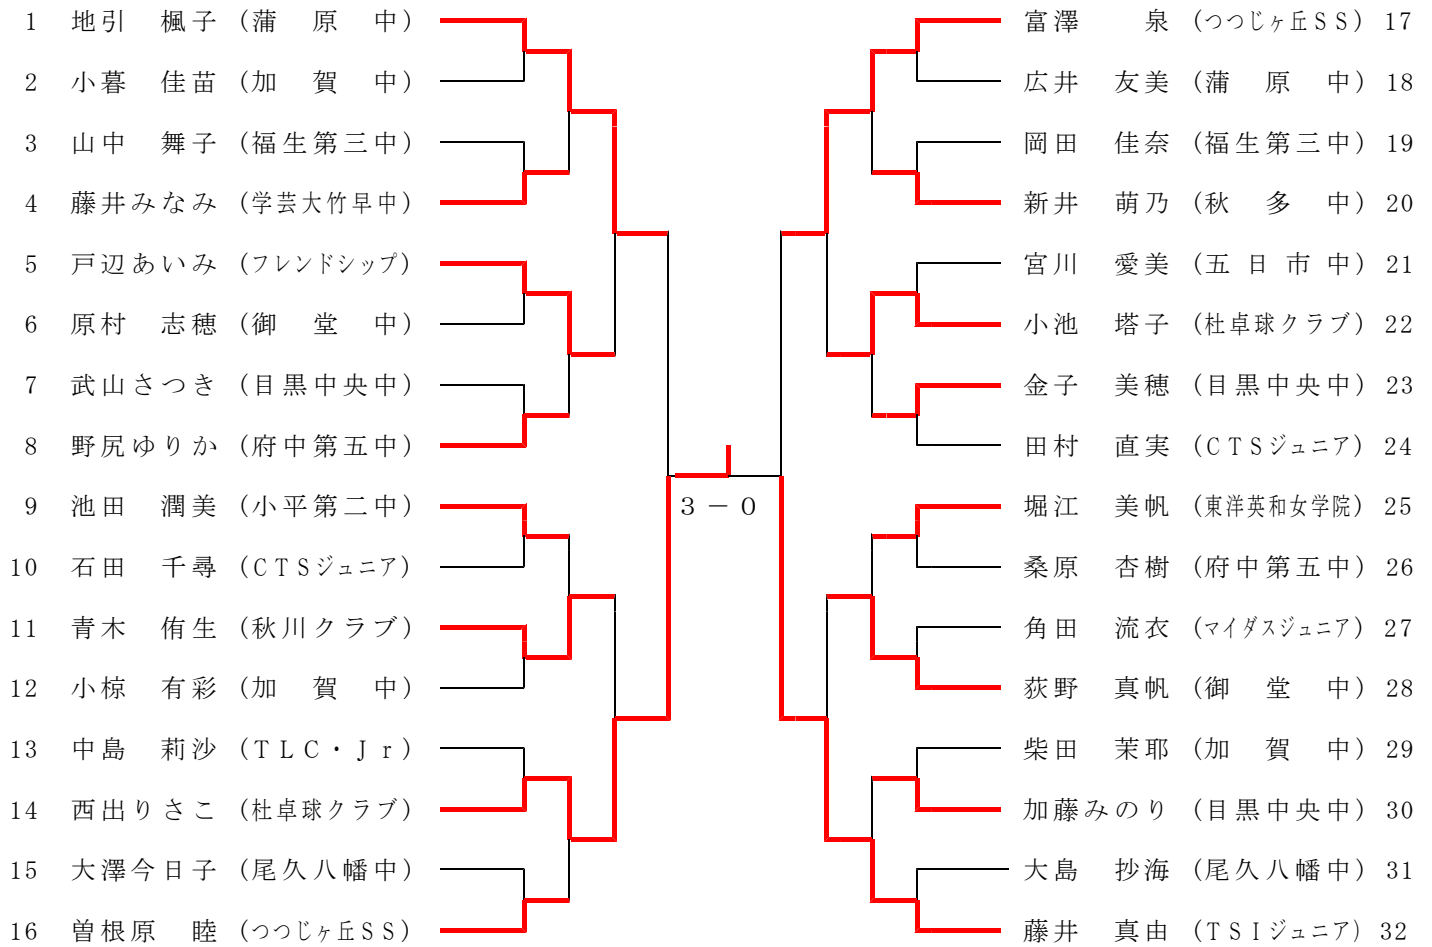 1 地引 楓子 (蒲 原 中)
2 小暮 佳苗 (加 賀 中)
3 山中 舞子 (福生第三中)
4 藤井みなみ (学芸大竹早中)
5 戸辺あいみ (フレンドシップ)
6 原村 志穂 (御 堂 中)
7 武山さつき (目黒中央中)
8 野尻ゆりか (府中第五中)
9 池田 潤美 (小平第二中)
10 石田 千尋 (CTSジュニア)
11 青木 侑生 (秋川クラブ)
12 小椋 有彩 (加 賀 中)
13 中島 莉沙 (TLC・Jr)
14 西出りさこ (杜卓球クラブ)
15 大澤今日子 (尾久八幡中)
16 曽根原 睦 (つつじヶ丘SS)
3－0
富澤 泉 (つつじヶ丘SS) 17
広井 友美 (蒲 原 中) 18
岡田 佳奈 (福生第三中) 19
新井 萌乃 (秋 多 中) 20
宮川 愛美 (五日市中) 21
小池 塔子 (杜卓球クラブ) 22
金子 美穂 (目黒中央中) 23
田村 直実 (CTSジュニア) 24
堀江 美帆 (東洋英和女学院) 25
桑原 杏樹 (府中第五中) 26
角田 流衣 (マイダスジュニア) 27
荻野 真帆 (御 堂 中) 28
柴田 茉耶 (加 賀 中) 29
加藤みのり (目黒中央中) 30
大島 抄海 (尾久八幡中) 31
藤井 真由 (TSIジュニア) 32